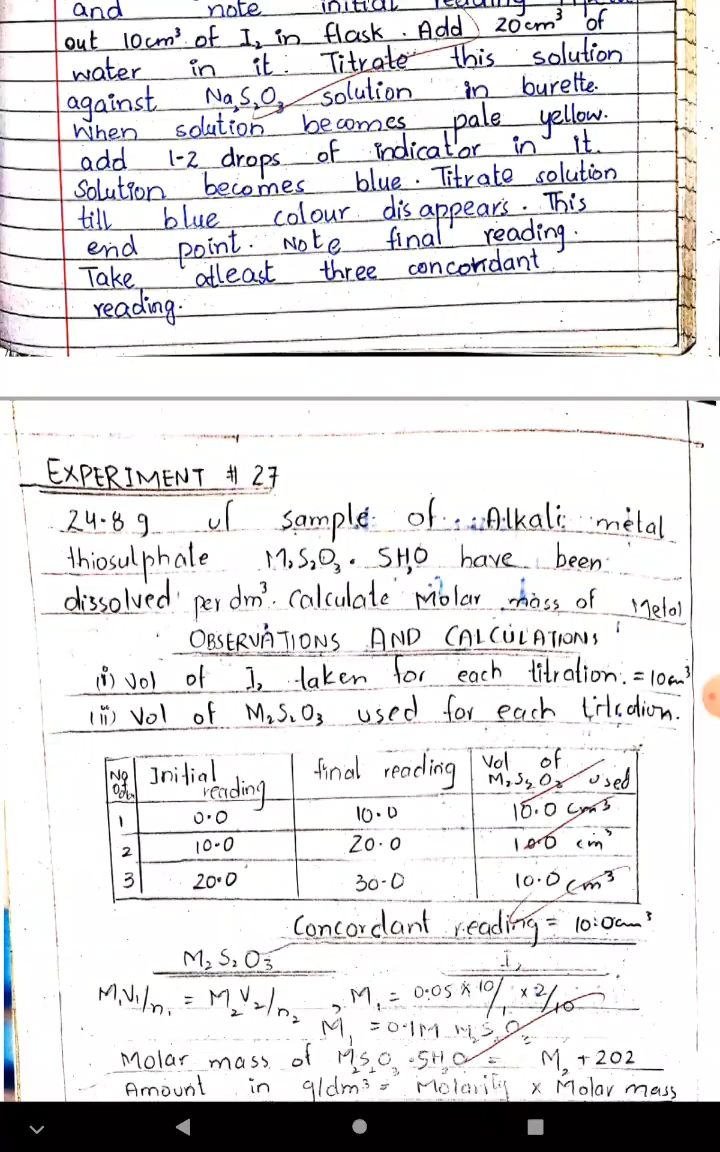 and note initial reading
out 10cm³ of I₂ in flask. Add 20cm³ of
water in it. Titrate this solution
against Na₂S₂O₃ solution in burette.
When solution becomes pale yellow.
add 1-2 drops of indicator in it.
Solution becomes blue. Titrate solution
till blue colour disappears. This
end point. Note final reading.
Take atleast three concordant
reading.
EXPERIMENT # 27
24.8 g of sample of Alkali metal
thiosulphate M₂S₂O₃. 5H₂O have been
dissolved per dm³. Calculate Molar mass of Metal
OBSERVATIONS AND CALCULATIONS
(i) Vol of I₂ taken for each titration. = 10cm³
(ii) Vol of M₂S₂O₃ used for each titration.
No Obs Initial reading final reading Vol of M₂S₂O₃ used
1 0.0 10.0 10.0 cm³
2 10.0 20.0 10.0 cm³
3 20.0 30.0 10.0 cm³
Concordant reading = 10.0cm³
M₂S₂O₃ I₂
M₁V₁/n₁ = M₂V₂/n₂ , M₁ = 0.05 x 10/1 x 2/10
M₁ = 0.1M M₂S₂O₃
Molar mass of M₂S₂O₃.5H₂O = M₂ + 202
Amount in g/dm³ = Molarity x Molar mass